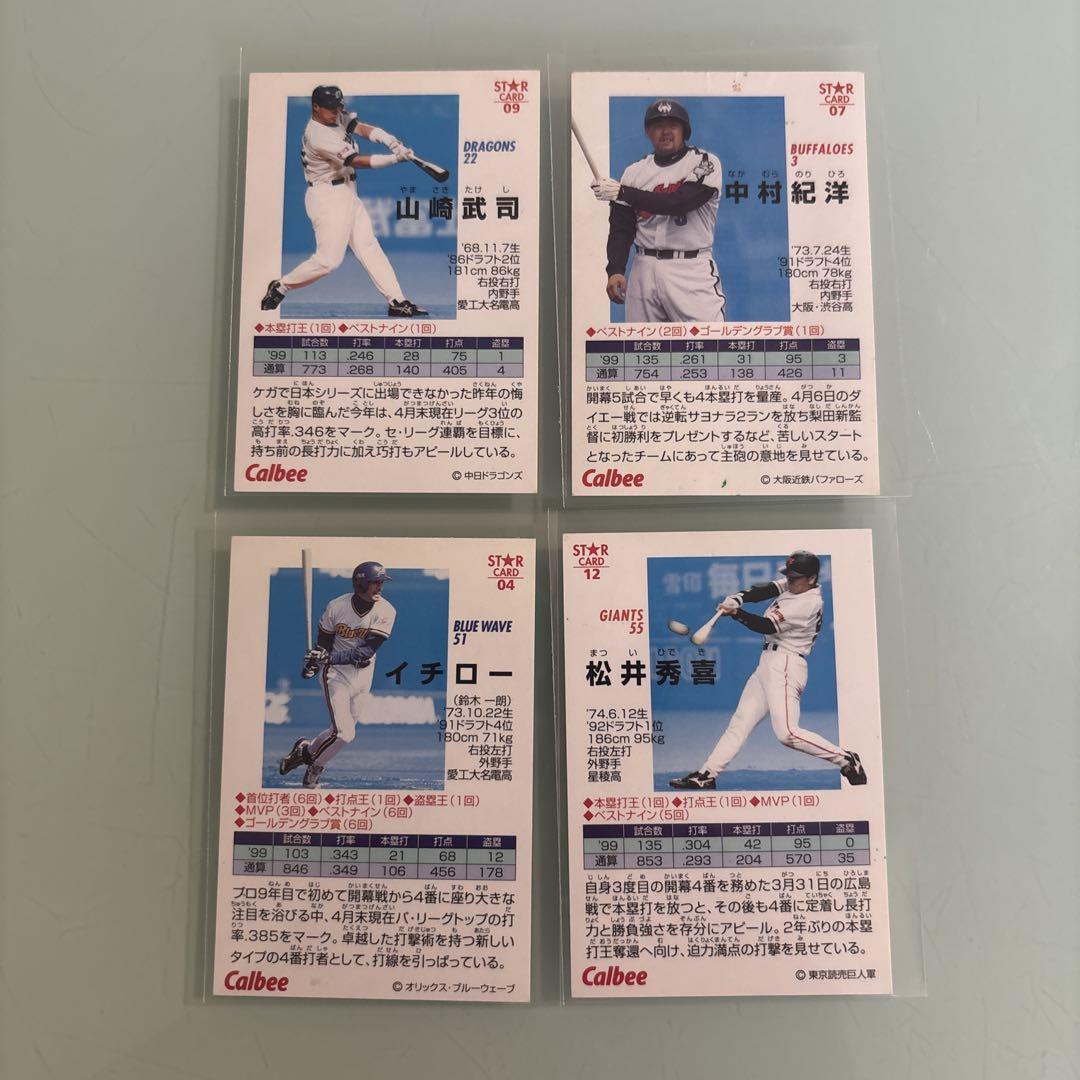 STAR
CARD
09
DRAGONS
22
やま さき たけ し
山﨑武司
'68.11.7生
'86ドラフト2位
181cm 86kg
右投右打
内野手
愛工大名電高
◆本塁打王(1回)◆ベストナイン(1回)
試合数 打率 本塁打 打点 盗塁
'99 113 .246 28 75 1
通算 773 .268 140 405 4
ケガで日本シリーズに出場できなかった昨年の悔
しさを胸に臨んだ今年は、4月末現在リーグ3位の
高打率.346をマーク。セ・リーグ連覇を目標に、
持ち前の長打力に加え巧打もアピールしている。
Calbee
© 中日ドラゴンズ
STAR
CARD
07
BUFFALOES
3
なか むら のり ひろ
中村紀洋
'73.7.24生
'91ドラフト4位
180cm 78kg
右投右打
内野手
大阪・渋谷高
◆ベストナイン(2回)◆ゴールデングラブ賞(1回)
試合数 打率 本塁打 打点 盗塁
'99 135 .261 31 95 3
通算 754 .253 138 426 11
開幕5試合で早くも4本塁打を量産。4月6日のダ
イエー戦では逆転サヨナラ2ランを放ち梨田新監
督に初勝利をプレゼントするなど、苦しいスタート
となったチームにあって主砲の意地を見せている。
Calbee
© 大阪近鉄バファローズ
STAR
CARD
04
BLUE WAVE
51
イチロー
(鈴木 一朗)
'73.10.22生
'91ドラフト4位
180cm 71kg
右投左打
外野手
愛工大名電高
◆首位打者(6回)◆打点王(1回)◆盗塁王(1回)
◆MVP(3回)◆ベストナイン(6回)
◆ゴールデングラブ賞(6回)
試合数 打率 本塁打 打点 盗塁
'99 103 .343 21 68 12
通算 846 .349 106 456 178
プロ9年目で初めて開幕戦から4番に座り大きな
注目を浴びる中、4月末現在パ・リーグトップの打
率.385をマーク。卓越した打撃術を持つ新しい
タイプの4番打者として、打線を引っぱっている。
Calbee
© オリックス・ブルーウェーブ
STAR
CARD
12
GIANTS
55
まつ い ひで き
松井秀喜
'74.6.12生
'92ドラフト1位
186cm 95kg
右投左打
外野手
星稜高
◆本塁打王(1回)◆打点王(1回)◆MVP(1回)
◆ベストナイン(5回)
試合数 打率 本塁打 打点 盗塁
'99 135 .304 42 95 0
通算 853 .293 204 570 35
自身3度目の開幕4番を務めた3月31日の広島
戦で本塁打を放つと、その後も4番に定着し長打
力と勝負強さを存分にアピール。2年ぶりの本塁
打王奪還へ向け、迫力満点の打撃を見せている。
Calbee
© 東京読売巨人軍